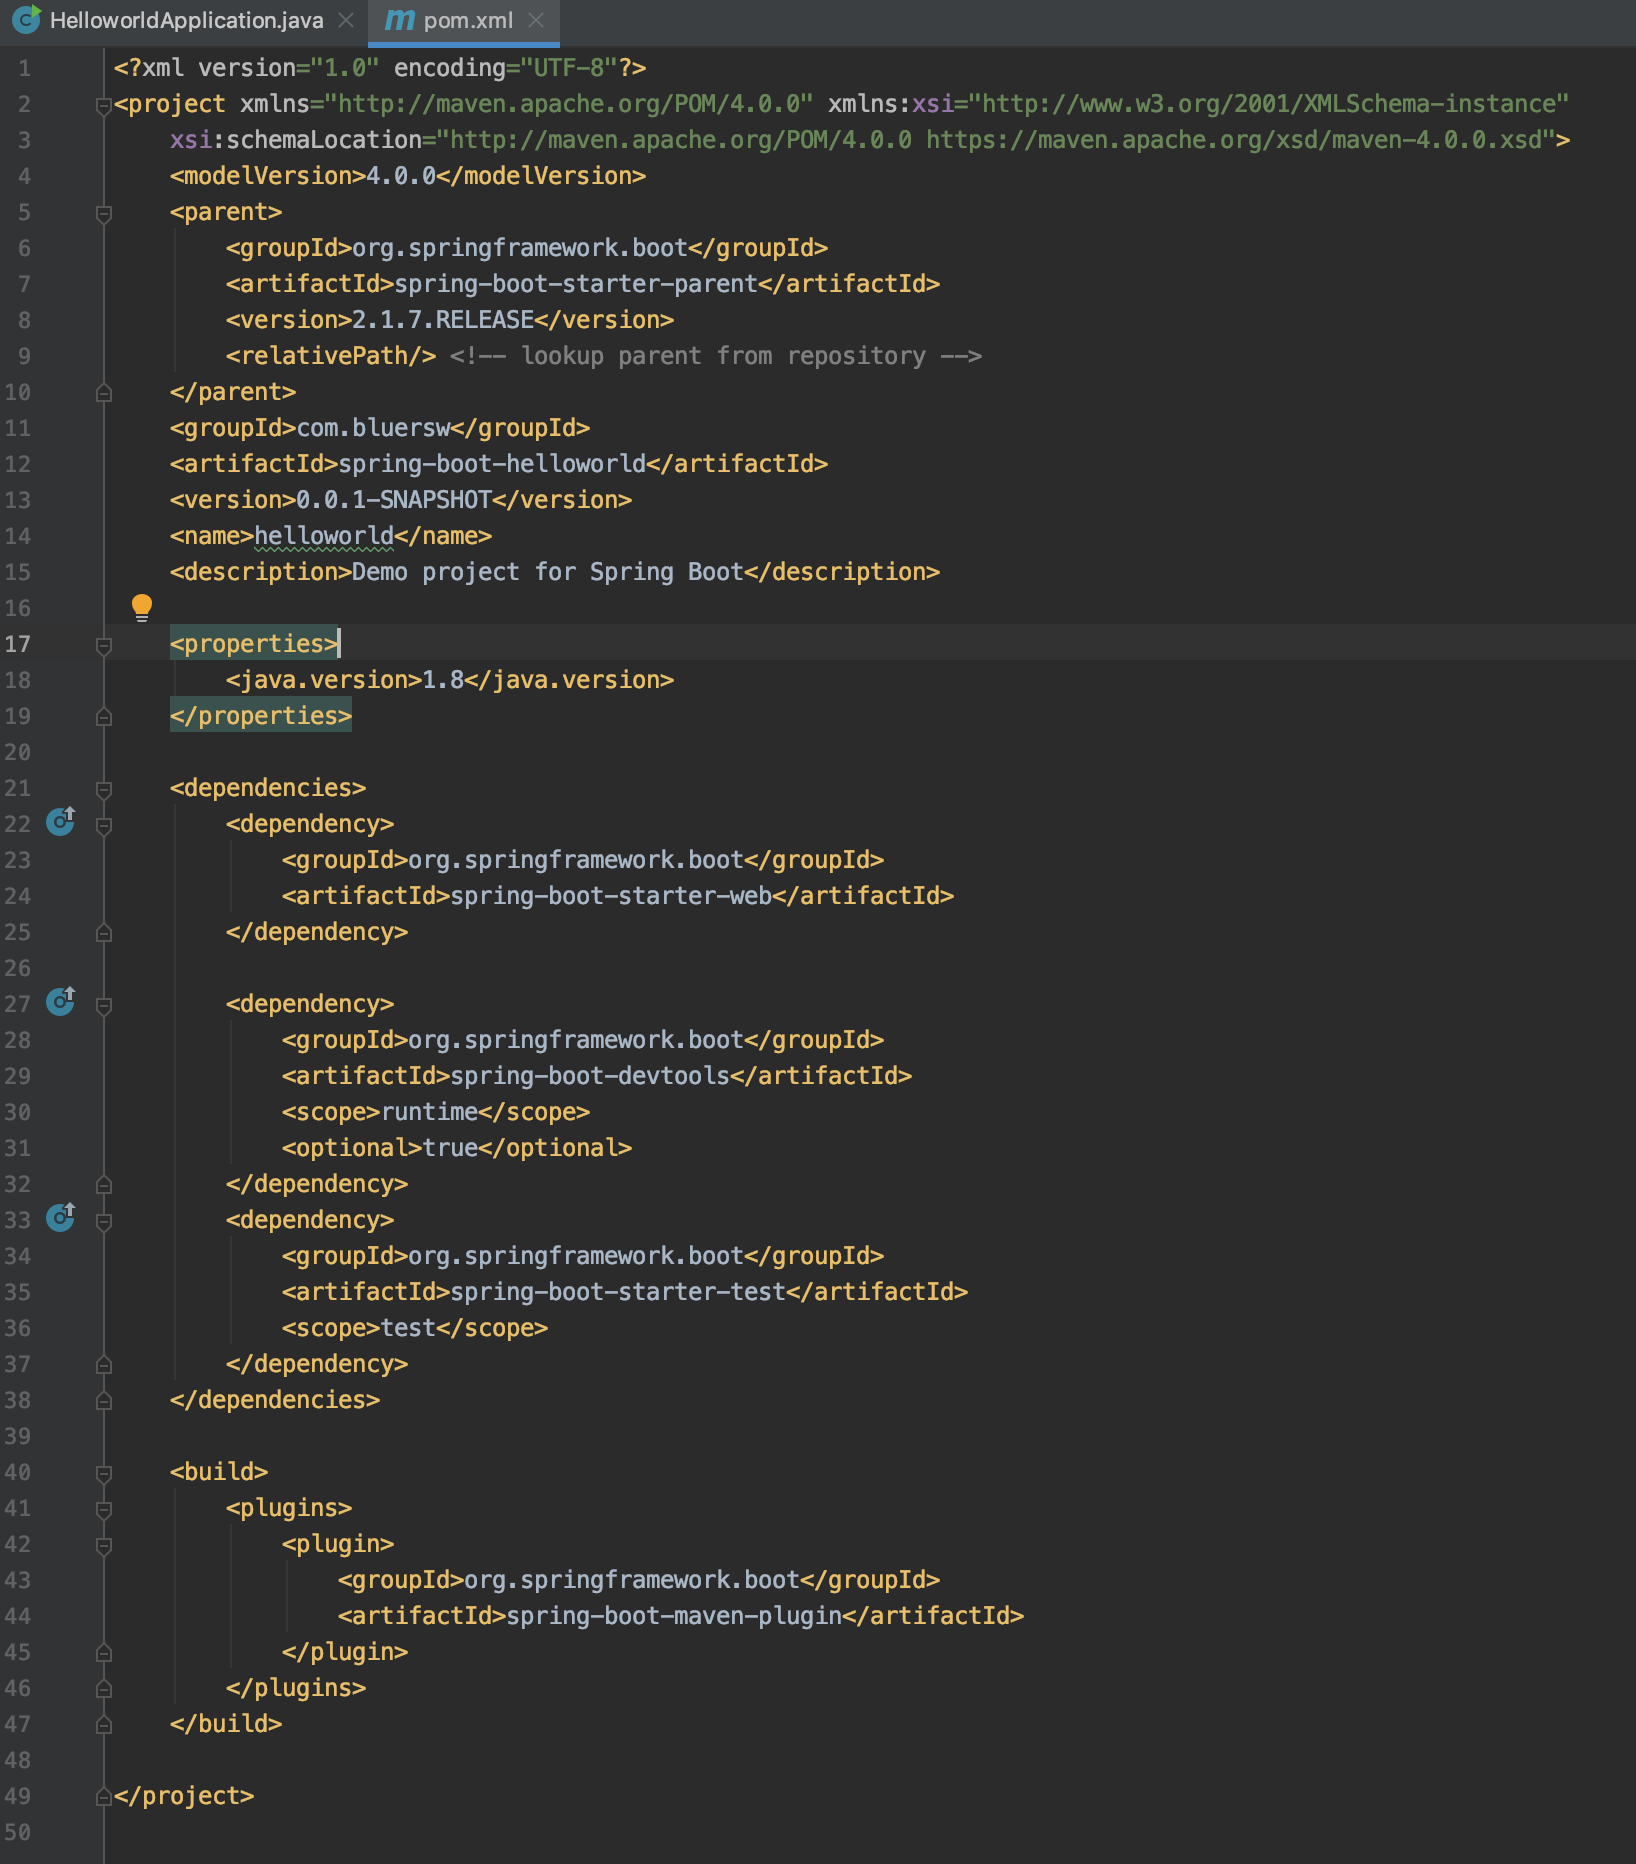 HelloworldApplication.java
pom.xml
1 <?xml version="1.0" encoding="UTF-8"?>
2 <project xmlns="http://maven.apache.org/POM/4.0.0" xmlns:xsi="http://www.w3.org/2001/XMLSchema-instance"
3     xsi:schemaLocation="http://maven.apache.org/POM/4.0.0 https://maven.apache.org/xsd/maven-4.0.0.xsd">
4     <modelVersion>4.0.0</modelVersion>
5     <parent>
6         <groupId>org.springframework.boot</groupId>
7         <artifactId>spring-boot-starter-parent</artifactId>
8         <version>2.1.7.RELEASE</version>
9         <relativePath/> <!-- lookup parent from repository -->
10     </parent>
11     <groupId>com.bluersw</groupId>
12     <artifactId>spring-boot-helloworld</artifactId>
13     <version>0.0.1-SNAPSHOT</version>
14     <name>helloworld</name>
15     <description>Demo project for Spring Boot</description>
16
17     <properties>
18         <java.version>1.8</java.version>
19     </properties>
20
21     <dependencies>
22         <dependency>
23             <groupId>org.springframework.boot</groupId>
24             <artifactId>spring-boot-starter-web</artifactId>
25         </dependency>
26
27         <dependency>
28             <groupId>org.springframework.boot</groupId>
29             <artifactId>spring-boot-devtools</artifactId>
30             <scope>runtime</scope>
31             <optional>true</optional>
32         </dependency>
33         <dependency>
34             <groupId>org.springframework.boot</groupId>
35             <artifactId>spring-boot-starter-test</artifactId>
36             <scope>test</scope>
37         </dependency>
38     </dependencies>
39
40     <build>
41         <plugins>
42             <plugin>
43                 <groupId>org.springframework.boot</groupId>
44                 <artifactId>spring-boot-maven-plugin</artifactId>
45             </plugin>
46         </plugins>
47     </build>
48
49 </project>
50